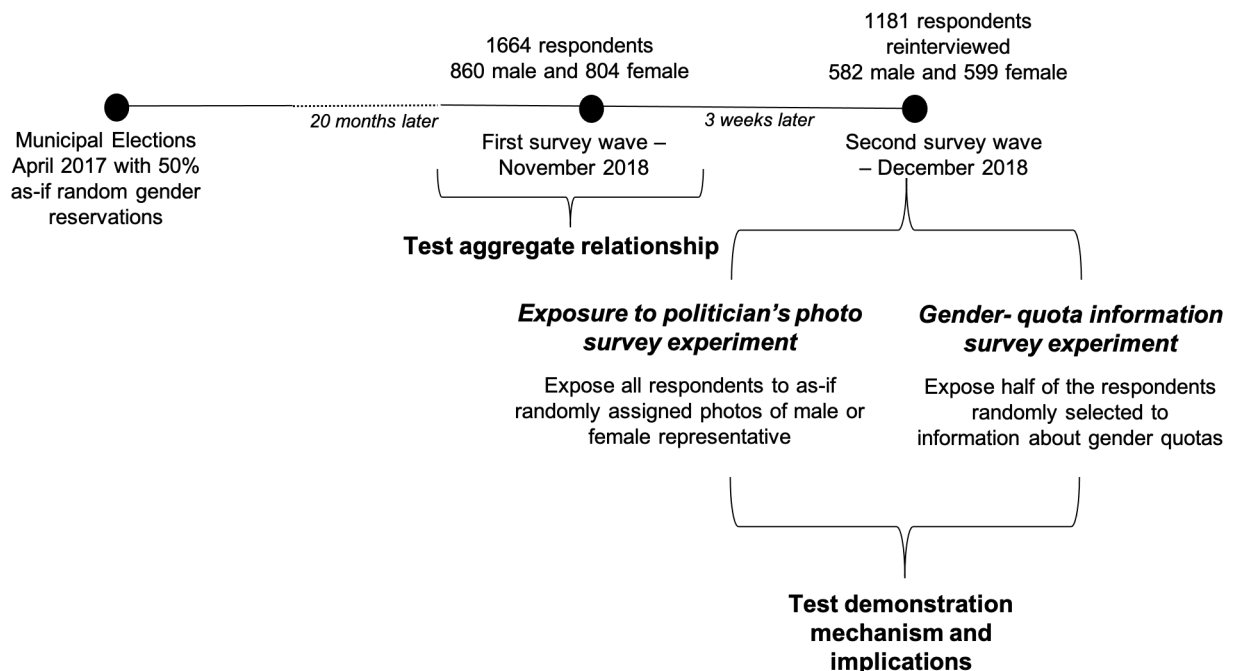 1181 respondents
reinterviewed
582 male and 599 female
1664 respondents
860 male and 804 female
20 months later
3 weeks later
Municipal Elections
April 2017 with 50%
as-if random gender
reservations
First survey wave –
November 2018
Second survey wave
– December 2018
Test aggregate relationship
Exposure to politician's photo
survey experiment
Expose all respondents to as-if
randomly assigned photos of male or
female representative
Gender- quota information
survey experiment
Expose half of the respondents
randomly selected to
information about gender quotas
Test demonstration
mechanism and
implications